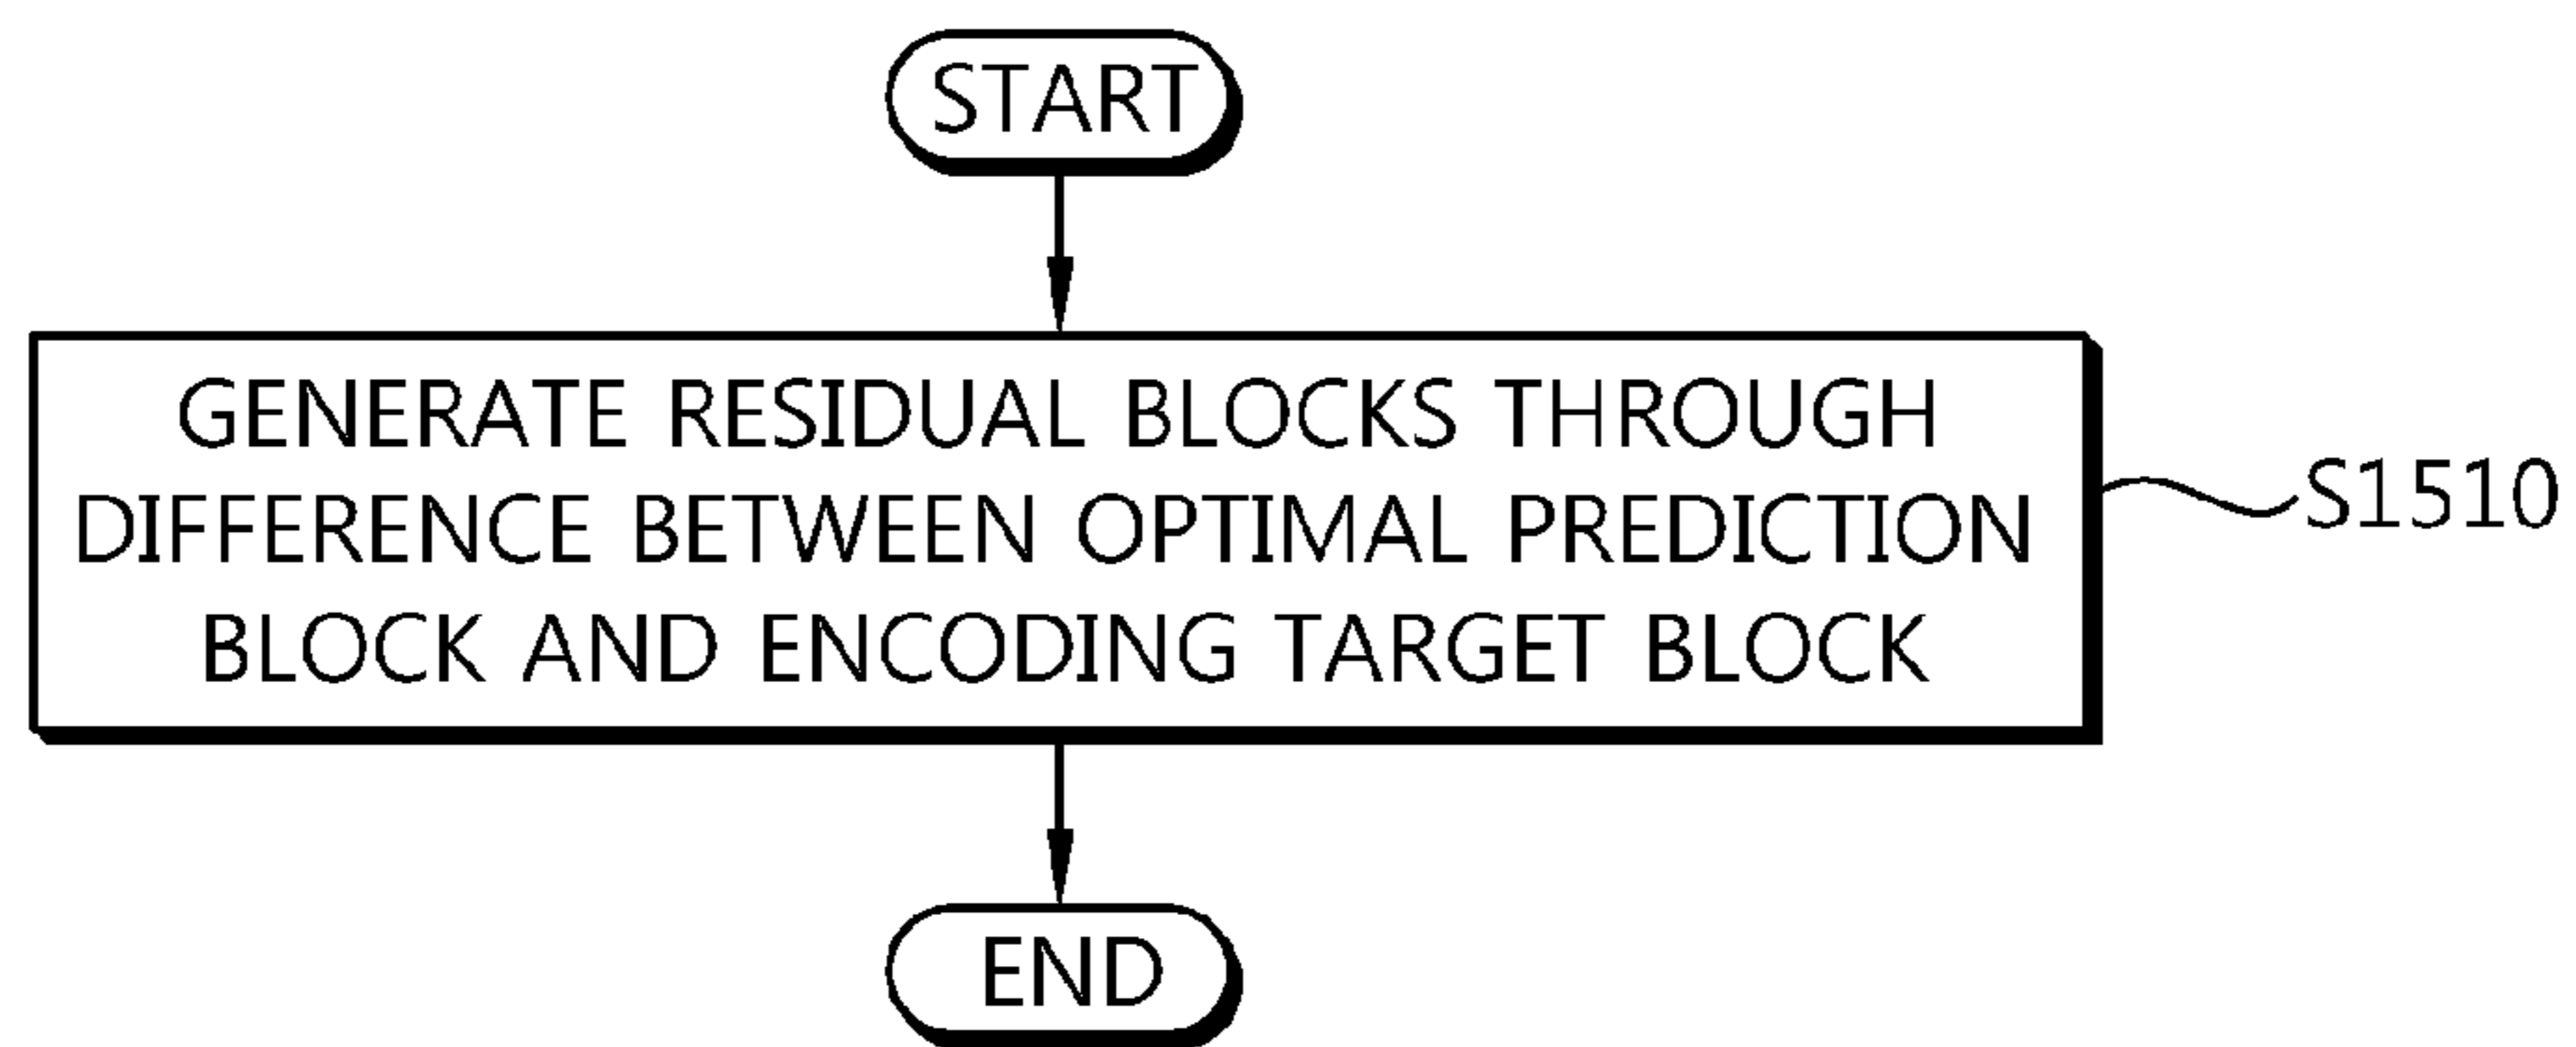 START
GENERATE RESIDUAL BLOCKS THROUGH
DIFFERENCE BETWEEN OPTIMAL PREDICTION
BLOCK AND ENCODING TARGET BLOCK
S1510
END